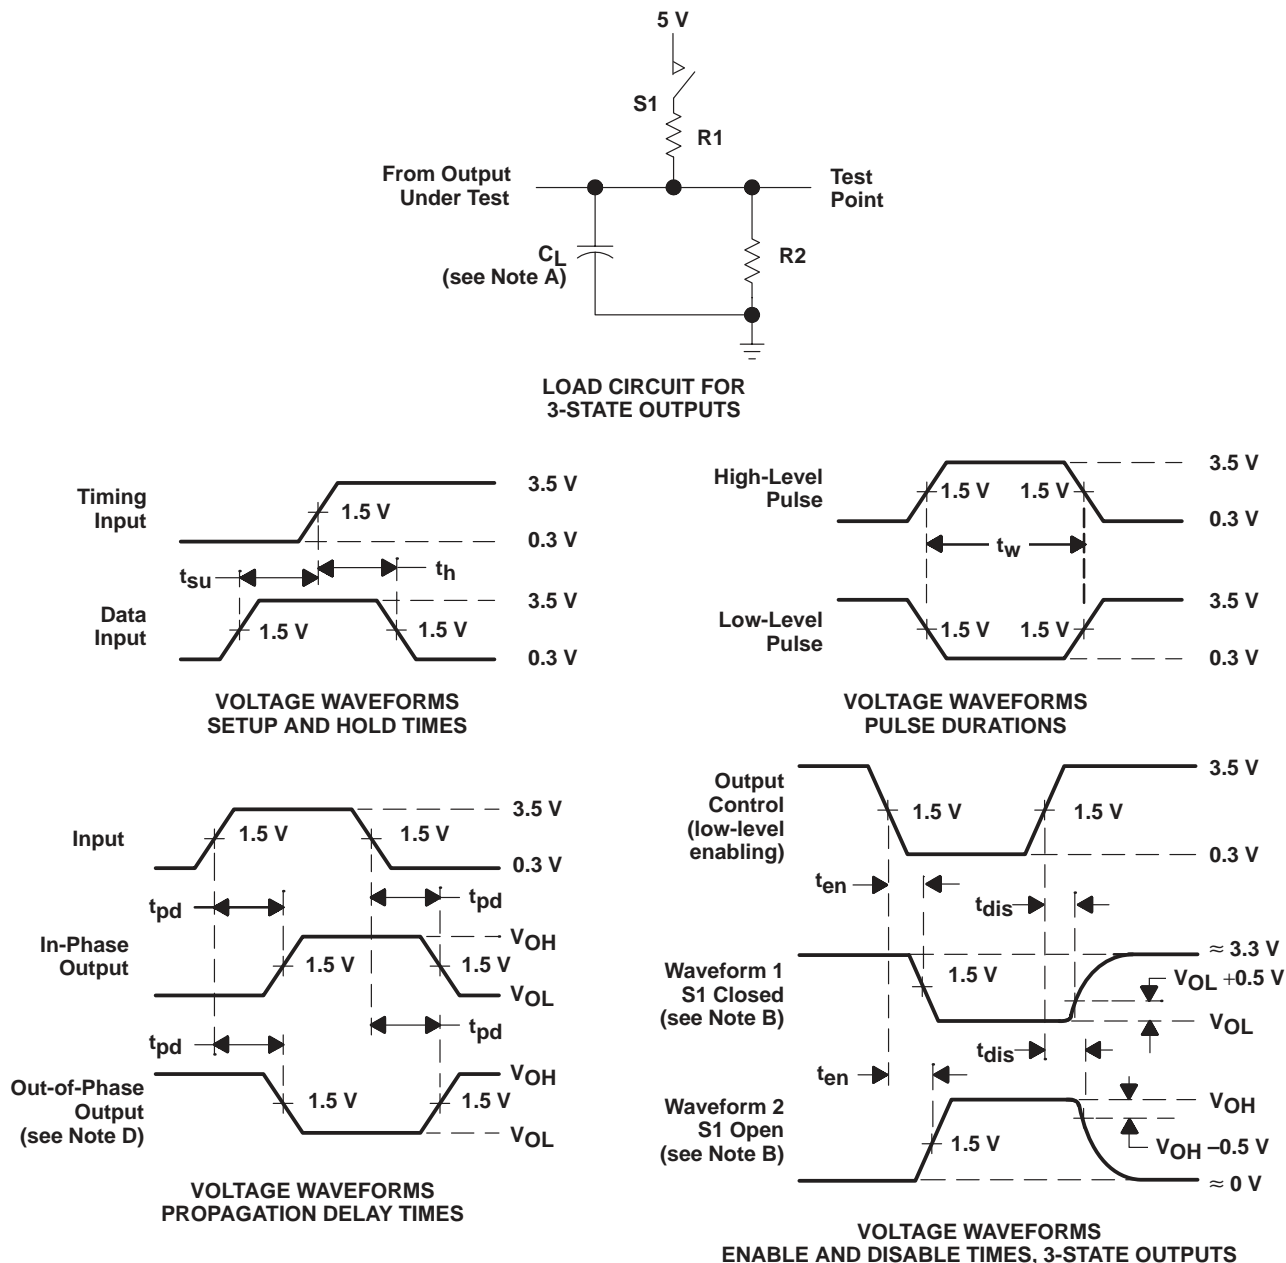 5 V
S1
R1
From Output
Under Test
Test
Point
CL
(see Note A)
R2
LOAD CIRCUIT FOR
3-STATE OUTPUTS
Timing
Input
3.5 V
1.5 V
0.3 V
tsu
th
Data
Input
3.5 V
1.5 V
1.5 V
0.3 V
VOLTAGE WAVEFORMS
SETUP AND HOLD TIMES
High-Level
Pulse
3.5 V
1.5 V
1.5 V
0.3 V
tw
Low-Level
Pulse
3.5 V
1.5 V
1.5 V
0.3 V
VOLTAGE WAVEFORMS
PULSE DURATIONS
Input
3.5 V
1.5 V
1.5 V
0.3 V
tpd
tpd
In-Phase
Output
VOH
1.5 V
1.5 V
VOL
tpd
tpd
Out-of-Phase
Output
(see Note D)
VOH
1.5 V
1.5 V
VOL
VOLTAGE WAVEFORMS
PROPAGATION DELAY TIMES
Output
Control
(low-level
enabling)
3.5 V
1.5 V
1.5 V
0.3 V
ten
tdis
Waveform 1
S1 Closed
(see Note B)
≈ 3.3 V
1.5 V
VOL +0.5 V
VOL
tdis
ten
Waveform 2
S1 Open
(see Note B)
VOH
1.5 V
VOH –0.5 V
≈ 0 V
VOLTAGE WAVEFORMS
ENABLE AND DISABLE TIMES, 3-STATE OUTPUTS